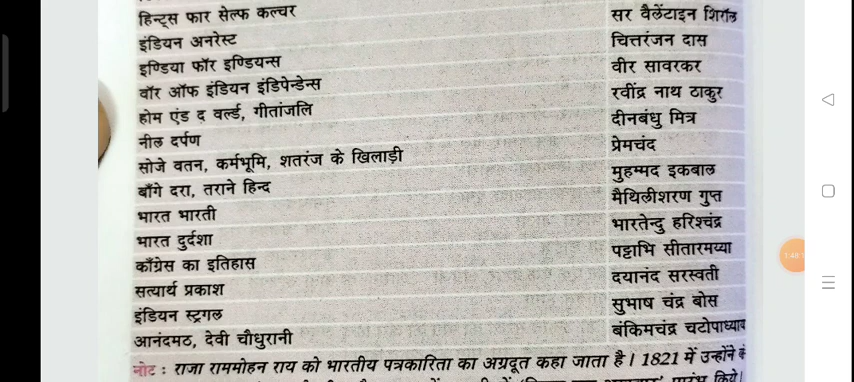 हिन्ट्स फार सेल्फ कल्चर
इंडियन अनरेस्ट सर वैलेंटाइन शिरॉल
इण्डिया फॉर इण्डियन्स चित्तरंजन दास
वॉर ऑफ इंडियन इंडिपेन्डेन्स वीर सावरकर
होम एंड द वर्ल्ड, गीतांजलि रवींद्र नाथ ठाकुर
नील दर्पण दीनबंधु मित्र
सोजे वतन, कर्मभूमि, शतरंज के खिलाड़ी प्रेमचंद
बाँगे दरा, तराने हिन्द मुहम्मद इकबाल
भारत भारती मैथिलीशरण गुप्त
भारत दुर्दशा भारतेन्दु हरिश्चंद्र
काँग्रेस का इतिहास पट्टाभि सीतारमय्या
सत्यार्थ प्रकाश दयानंद सरस्वती
इंडियन स्ट्रगल सुभाष चंद्र बोस
आनंदमठ, देवी चौधुरानी बंकिमचंद्र चटोपाध्याय
नोट : राजा राममोहन राय को भारतीय पत्रकारिता का अग्रदूत कहा जाता है। 1821 में उन्होंने